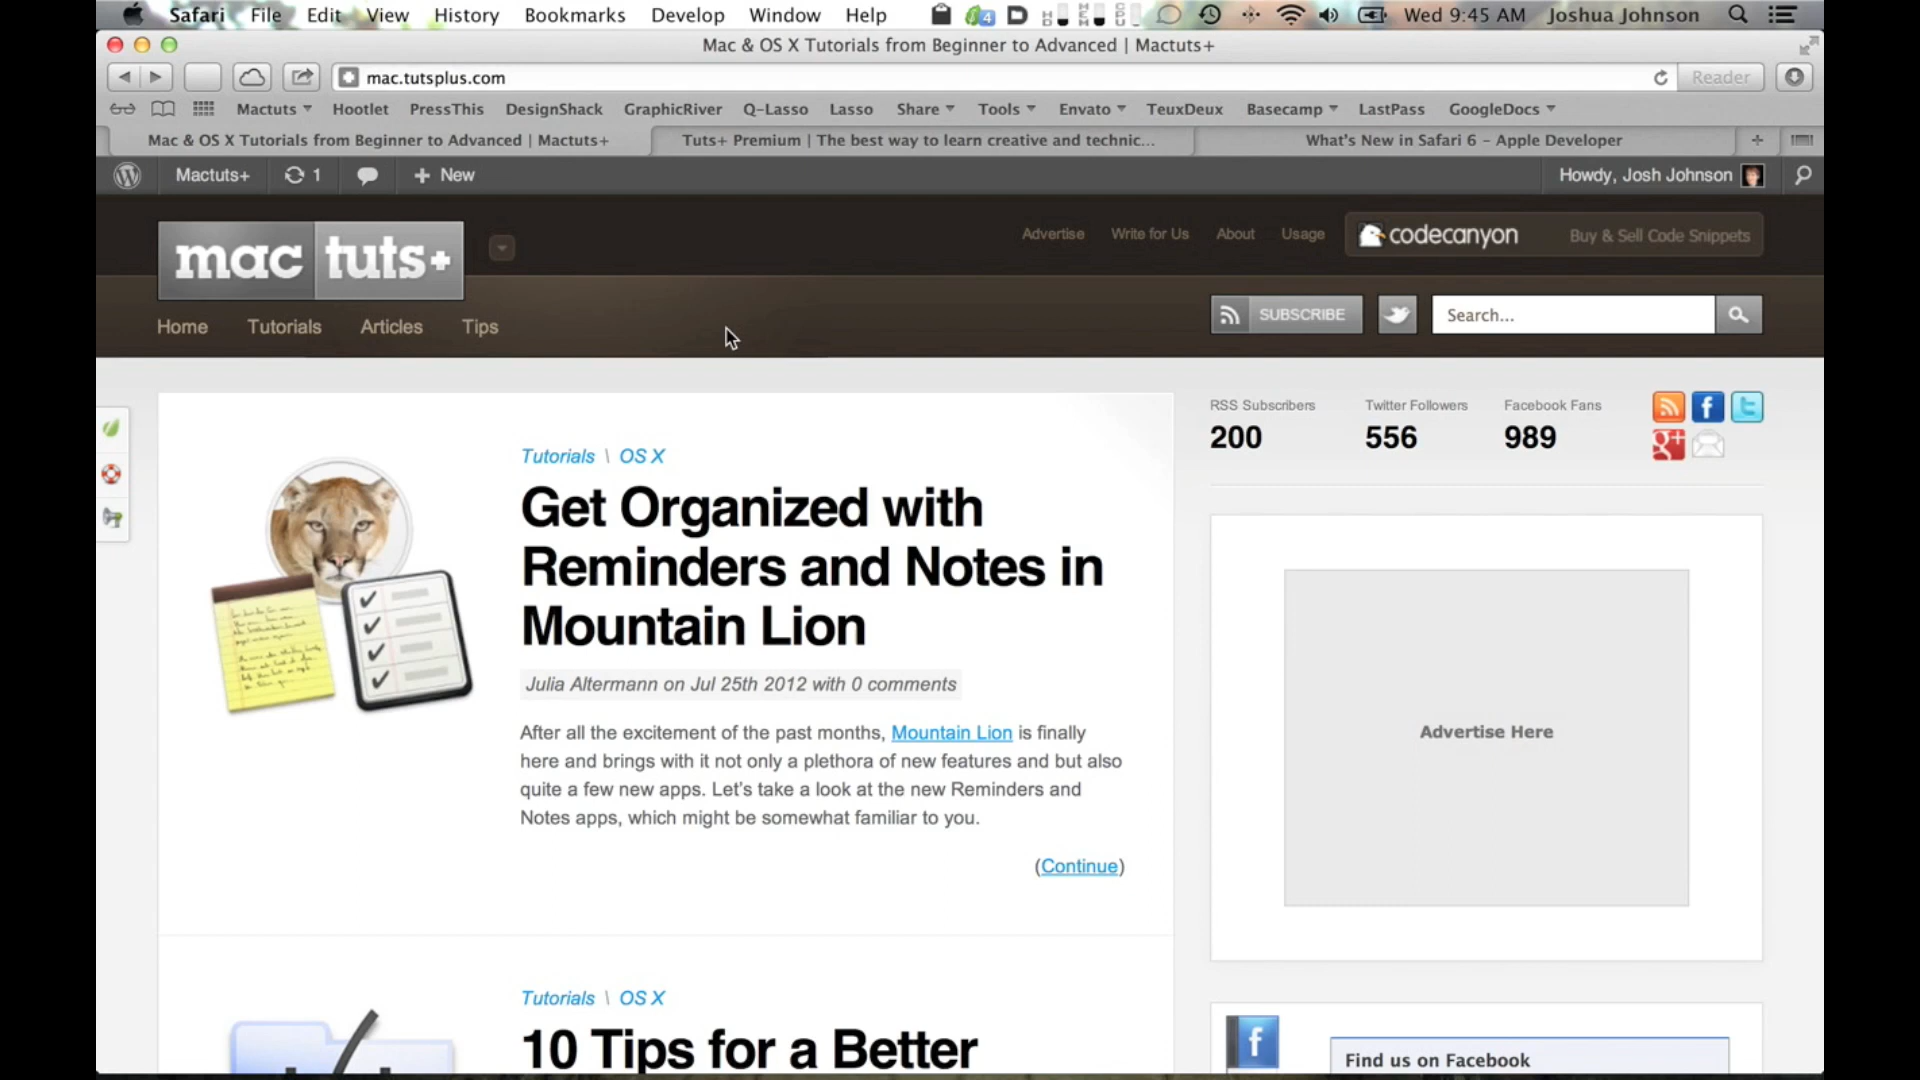 Safari File Edit View History Bookmarks Develop Window Help 4 Wed 9:45 AM Joshua Johnson
Mac & OS X Tutorials from Beginner to Advanced | Mactuts+
mac.tutsplus.com Reader
Mactuts Hootlet PressThis DesignShack GraphicRiver Q-Lasso Lasso Share Tools Envato TeuxDeux Basecamp LastPass GoogleDocs
Mac & OS X Tutorials from Beginner to Advanced | Mactuts+ Tuts+ Premium | The best way to learn creative and technic... What's New in Safari 6 - Apple Developer
Mactuts+ 1 + New Howdy, Josh Johnson
mac tuts+
Advertise Write for Us About Usage codecanyon Buy & Sell Code Snippets
Home Tutorials Articles Tips
SUBSCRIBE Search...
RSS Subscribers Twitter Followers Facebook Fans
200 556 989
Tutorials \ OS X
Get Organized with
Reminders and Notes in
Mountain Lion
Julia Altermann on Jul 25th 2012 with 0 comments
After all the excitement of the past months, Mountain Lion is finally
here and brings with it not only a plethora of new features and but also
quite a few new apps. Let's take a look at the new Reminders and
Notes apps, which might be somewhat familiar to you.
(Continue)
Advertise Here
Tutorials \ OS X
10 Tips for a Better
Find us on Facebook